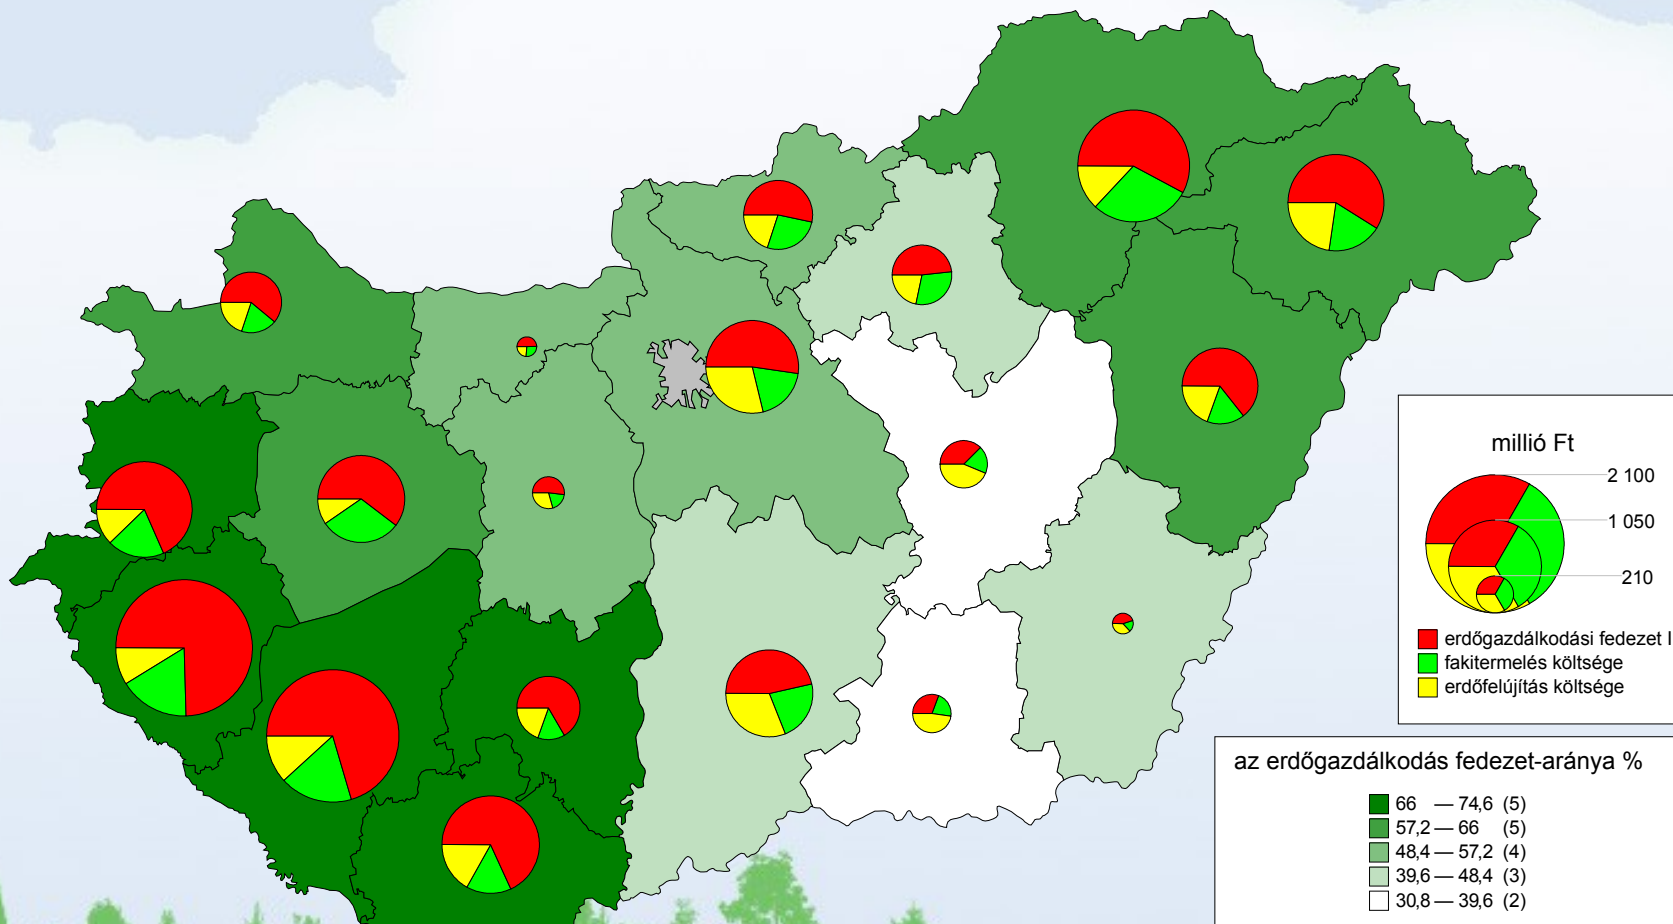 millió Ft
2 100
1 050
210
erdőgazdálkodási fedezet I
fakitermelés költsége
erdőfelújítás költsége
az erdőgazdálkodás fedezet-aránya %
66 — 74,6 (5)
57,2 — 66 (5)
48,4 — 57,2 (4)
39,6 — 48,4 (3)
30,8 — 39,6 (2)